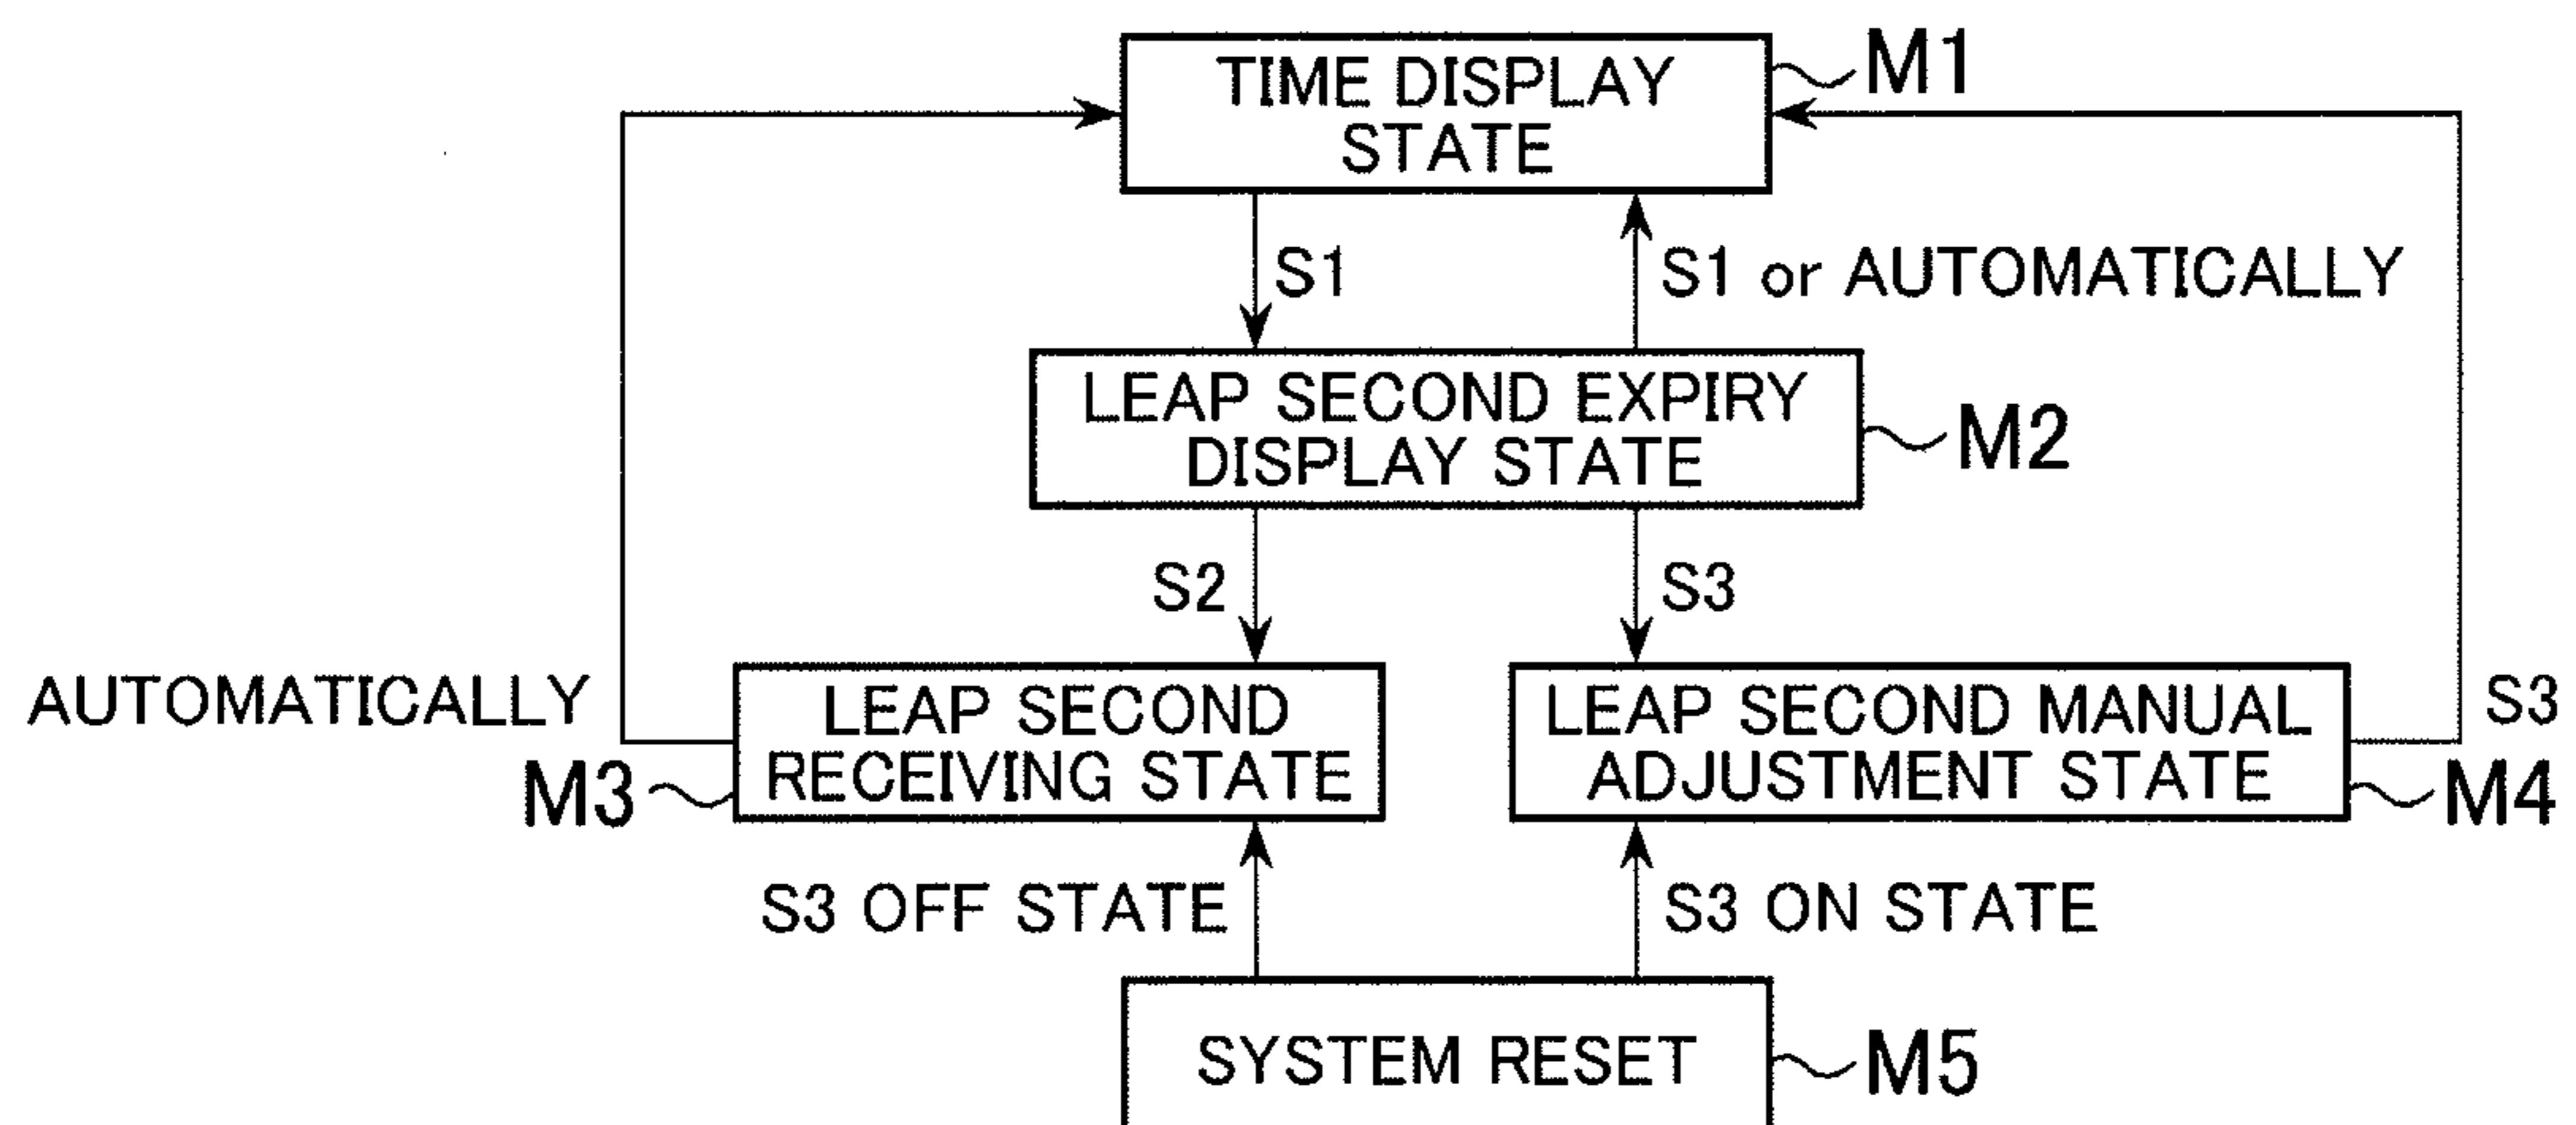 TIME DISPLAY
STATE
M1
S1
S1 or AUTOMATICALLY
LEAP SECOND EXPIRY
DISPLAY STATE
M2
S2
S3
AUTOMATICALLY
LEAP SECOND
RECEIVING STATE
M3
LEAP SECOND MANUAL
ADJUSTMENT STATE
S3
M4
S3 OFF STATE
S3 ON STATE
SYSTEM RESET
M5